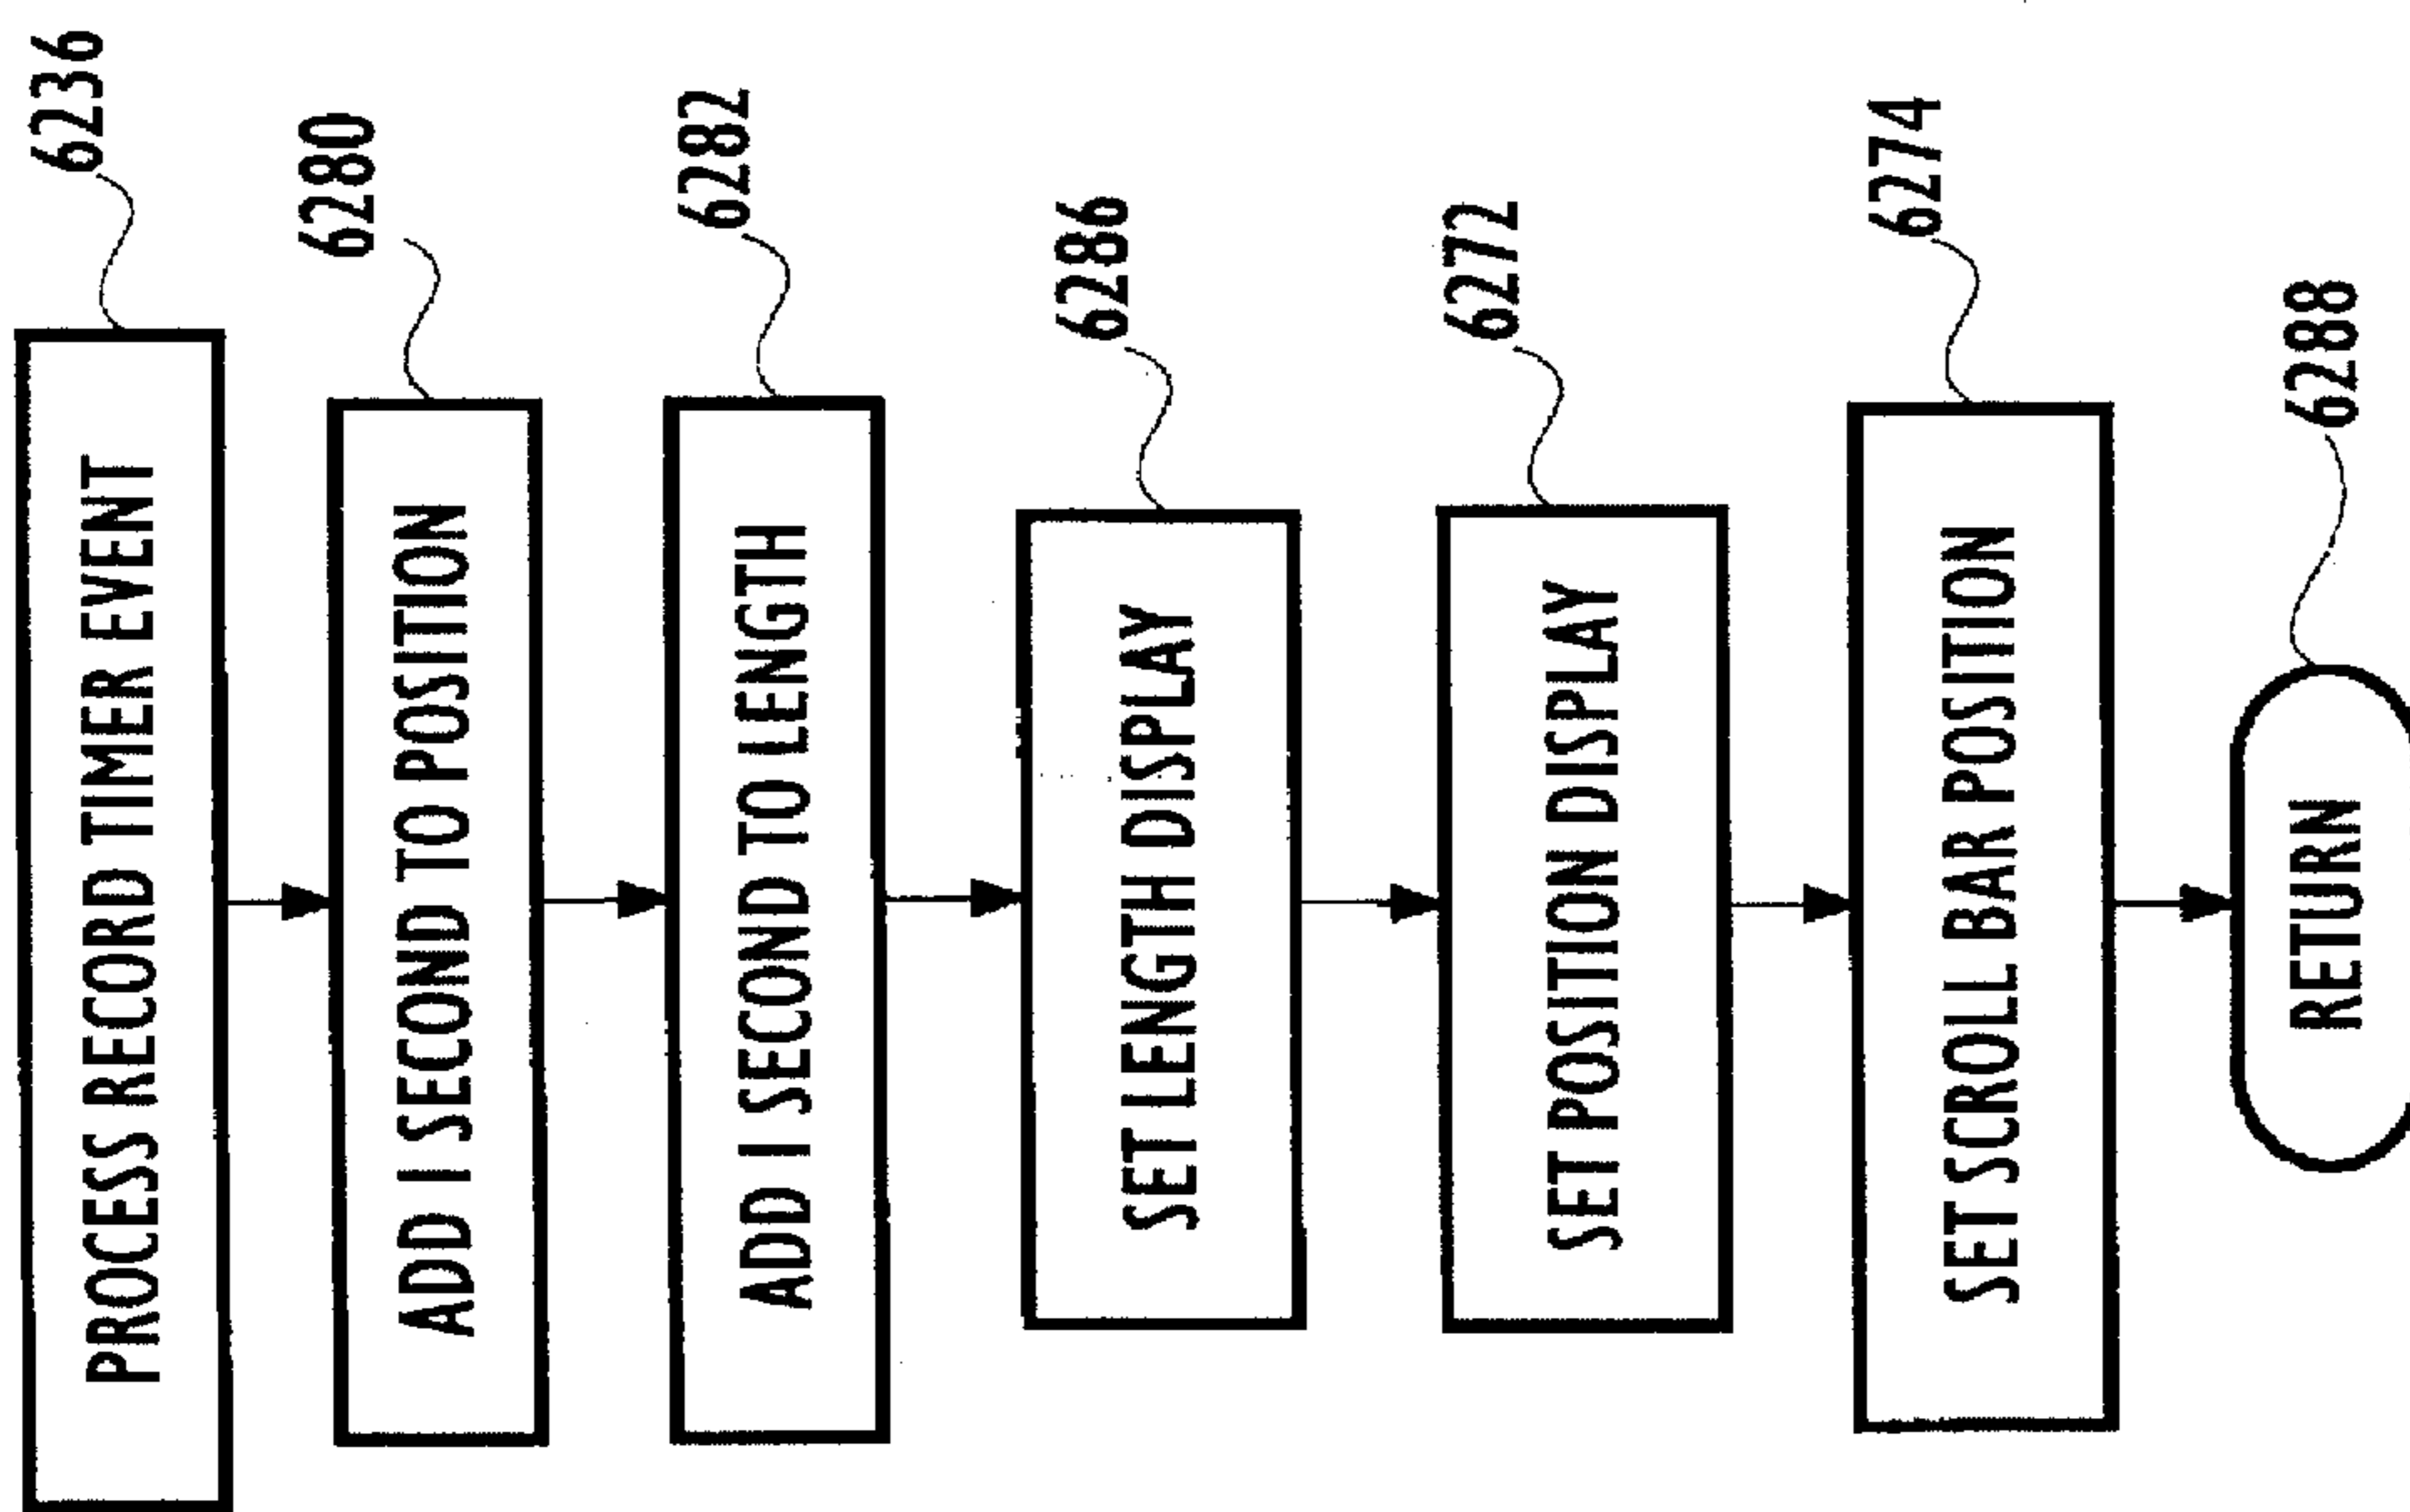 6236
PROCESS RECORD TIMER EVENT
6280
ADD 1 SECOND TO POSITION
6282
ADD 1 SECOND TO LENGTH
6286
SET LENGTH DISPLAY
6272
SET POSITION DISPLAY
6274
SET SCROLL BAR POSITION
6288
RETURN